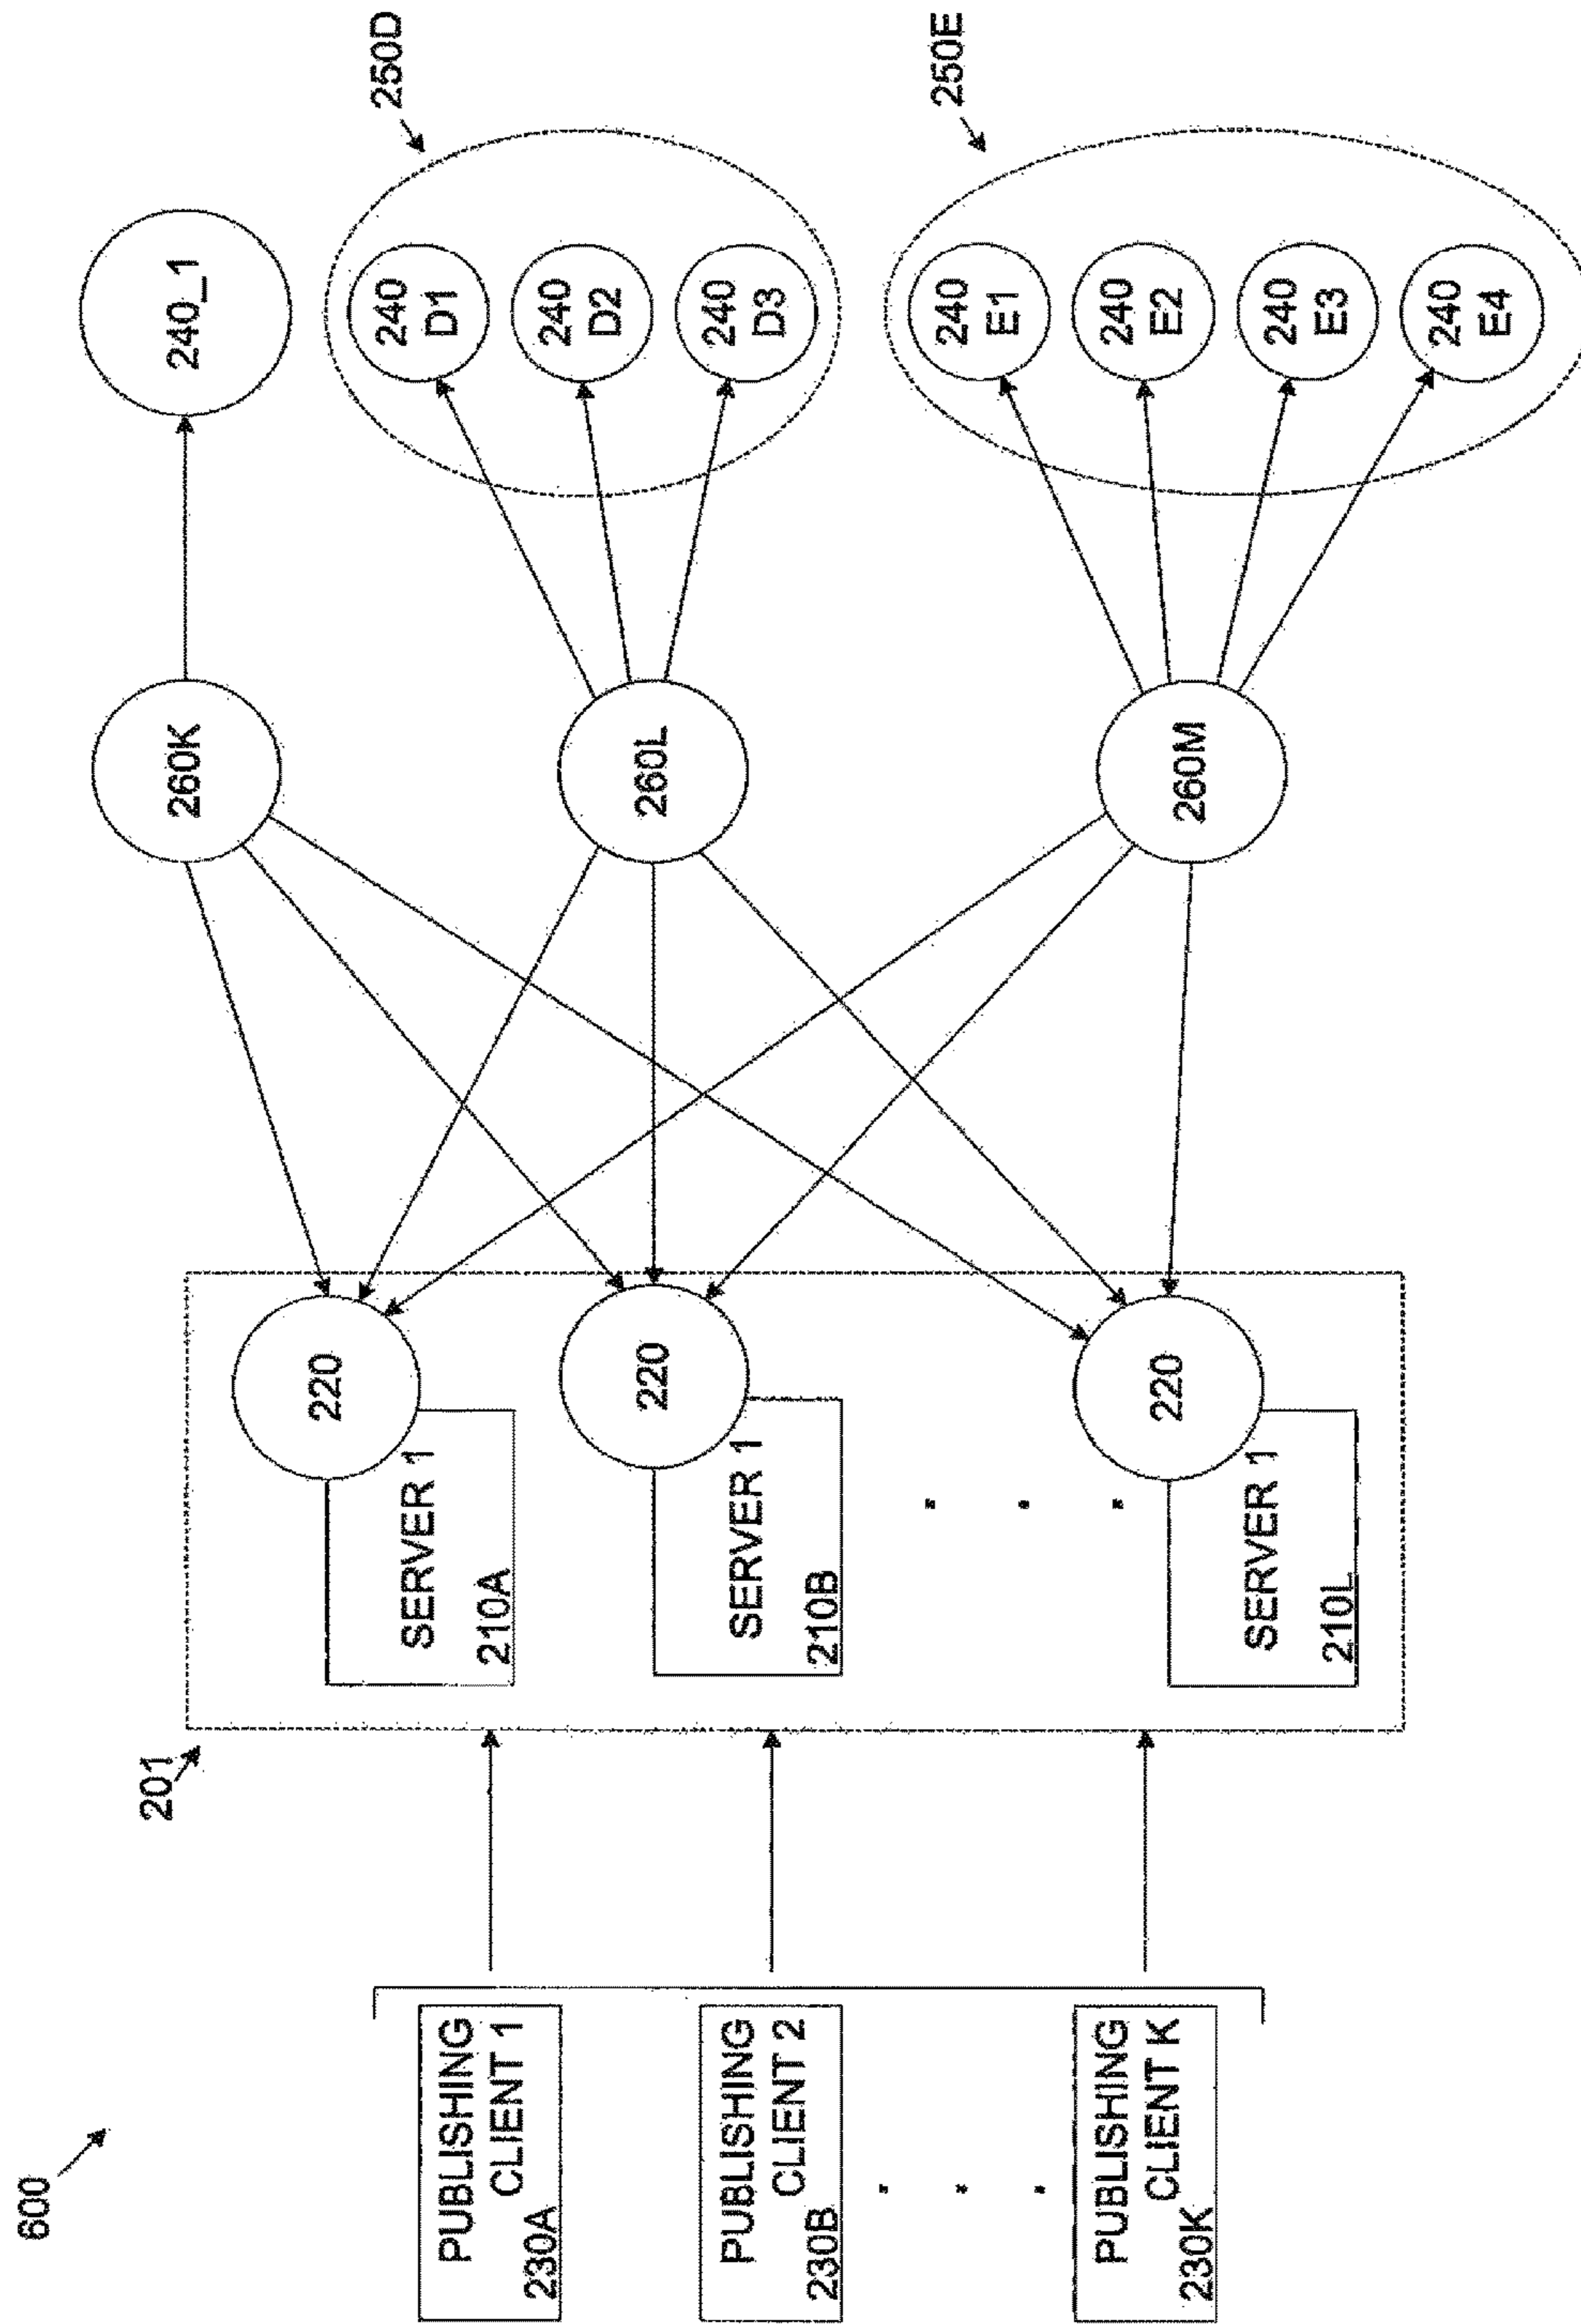 600
PUBLISHING
CLIENT 1
230A
PUBLISHING
CLIENT 2
230B
PUBLISHING
CLIENT K
230K
201
SERVER 1
210A
220
SERVER 1
210B
220
SERVER 1
210L
220
260K
260L
260M
240_1
250D
240
D1
240
D2
240
D3
250E
240
E1
240
E2
240
E3
240
E4